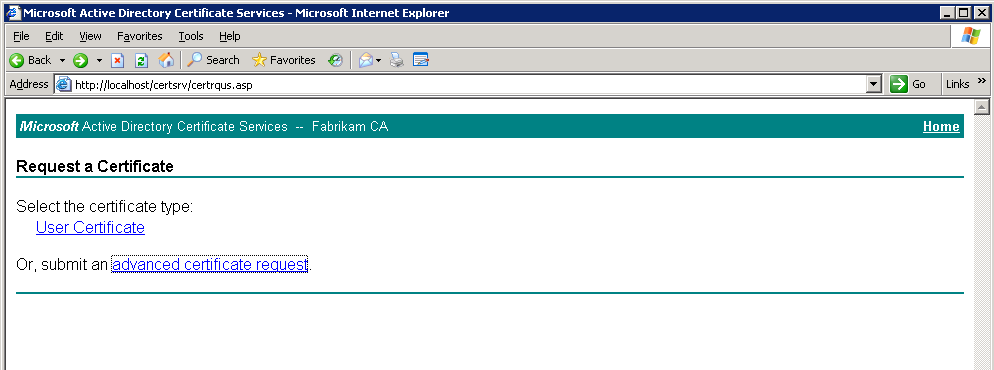 Microsoft Active Directory Certificate Services - Microsoft Internet Explorer
File Edit View Favorites Tools Help
Back Search Favorites
Address http://localhost/certsrv/certrqus.asp Go Links »
Microsoft Active Directory Certificate Services -- Fabrikam CA Home
Request a Certificate
Select the certificate type:
User Certificate
Or, submit an advanced certificate request.